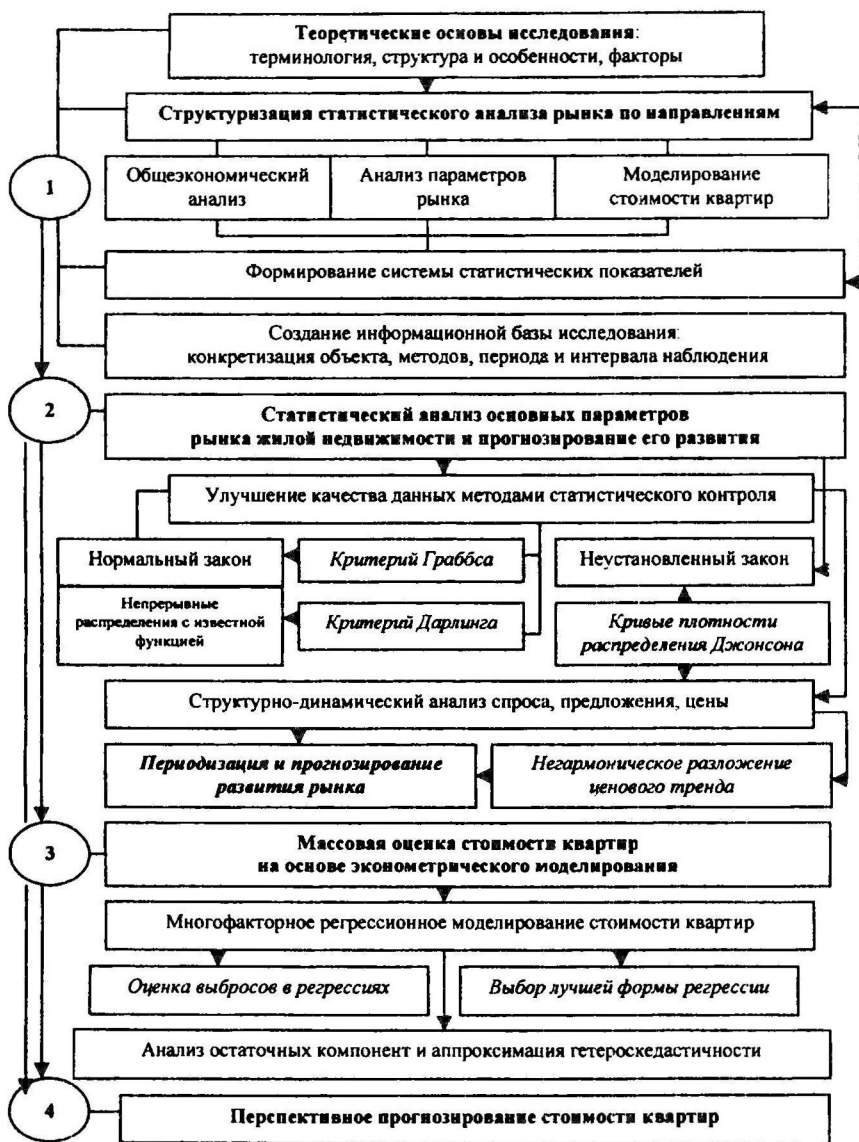 Теоретические основы исследования:
терминология, структура и особенности, факторы
Структуризация статистического анализа рынка по направлениям
1
Общеэкономический
анализ
Анализ параметров
рынка
Моделирование
стоимости квартир
Формирование системы статистических показателей
Создание информационной базы исследования:
конкретизация объекта, методов, периода и интервала наблюдения
2
Статистический анализ основных параметров
рынка жилой недвижимости и прогнозирование его развития
Улучшение качества данных методами статистического контроля
Нормальный закон
Критерий Граббса
Неустановленный закон
Непрерывные
распределения с известной
функцией
Критерий Дарлинга
Кривые плотности
распределения Джонсона
Структурно-динамический анализ спроса, предложения, цены
Периодизация и прогнозирование
развития рынка
Негармоническое разложение
ценового тренда
3
Массовая оценка стоимости квартир
на основе эконометрического моделирования
Многофакторное регрессионное моделирование стоимости квартир
Оценка выбросов в регрессиях
Выбор лучшей формы регрессии
Анализ остаточных компонент и аппроксимация гетероскедастичности
4
Перспективное прогнозирование стоимости квартир